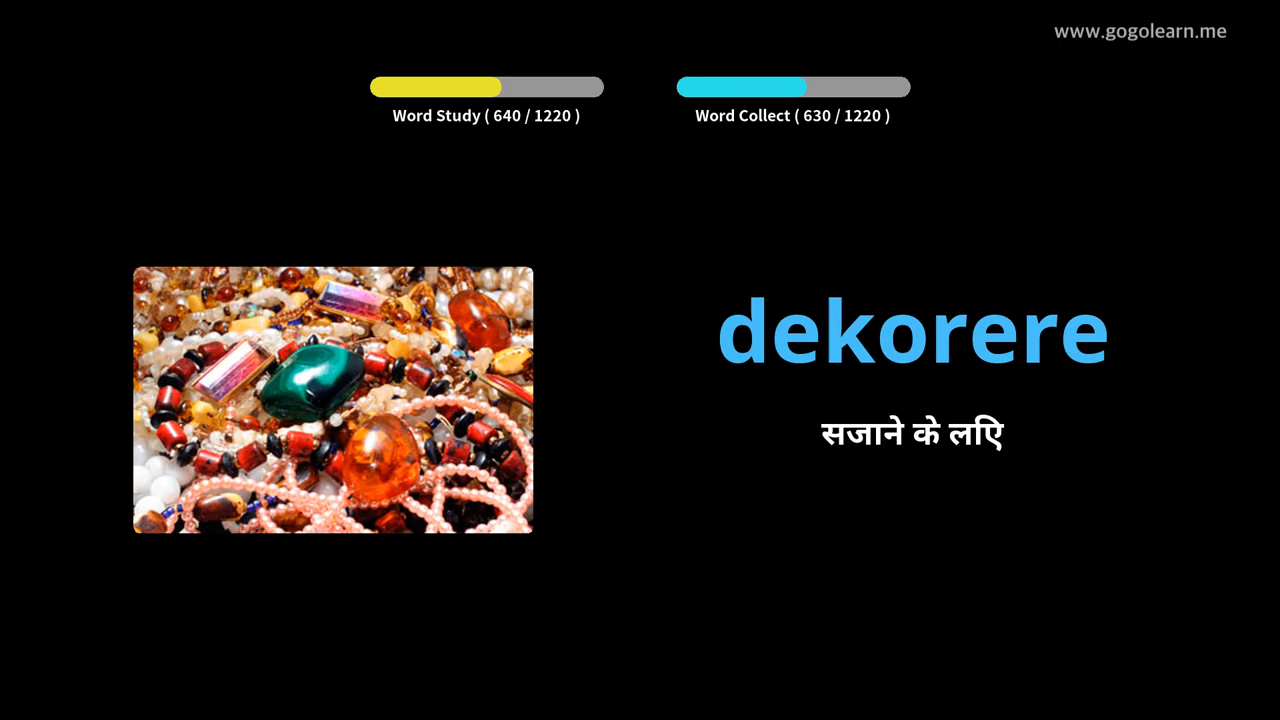 www.gogolearn.me
Word Study ( 640 / 1220 )
Word Collect ( 630 / 1220 )
dekorere
सजाने के लिए